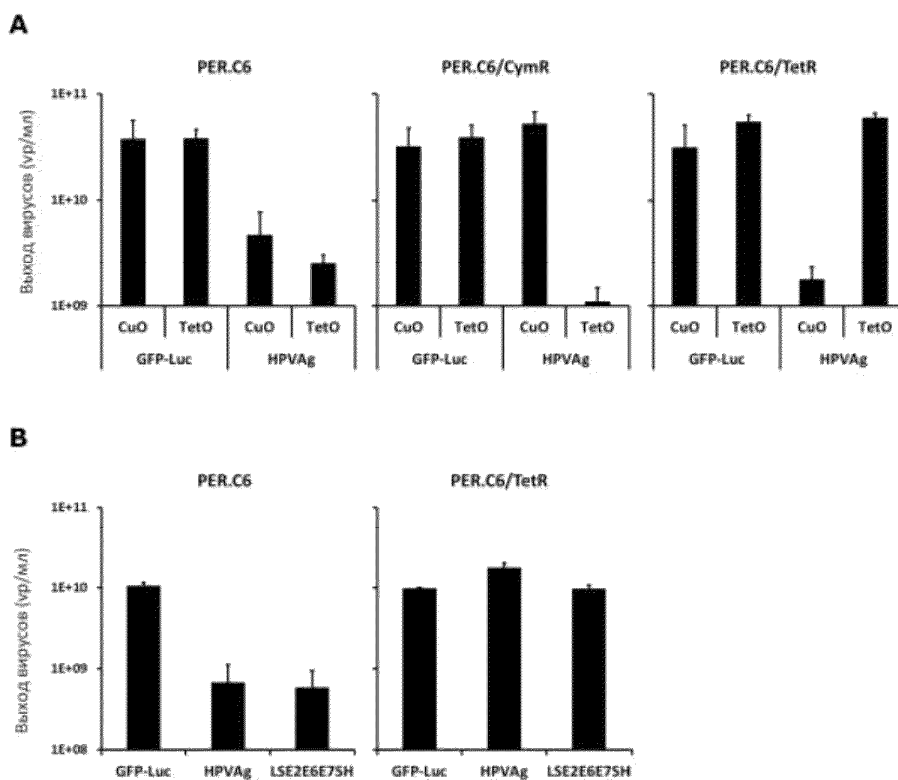 A
PER.C6 PER.C6/CymR PER.C6/TetR
Выход вирусов (vp/мл)
1E+11
1E+10
1E+09
CuO TetO CuO TetO CuO TetO CuO TetO CuO TetO CuO TetO
GFP-Luc HPVAg GFP-Luc HPVAg GFP-Luc HPVAg
B
PER.C6 PER.C6/TetR
Выход вирусов (vp/мл)
1E+11
1E+10
1E+09
1E+08
GFP-Luc HPVAg LSE2E6E7SH GFP-Luc HPVAg LSE2E6E7SH